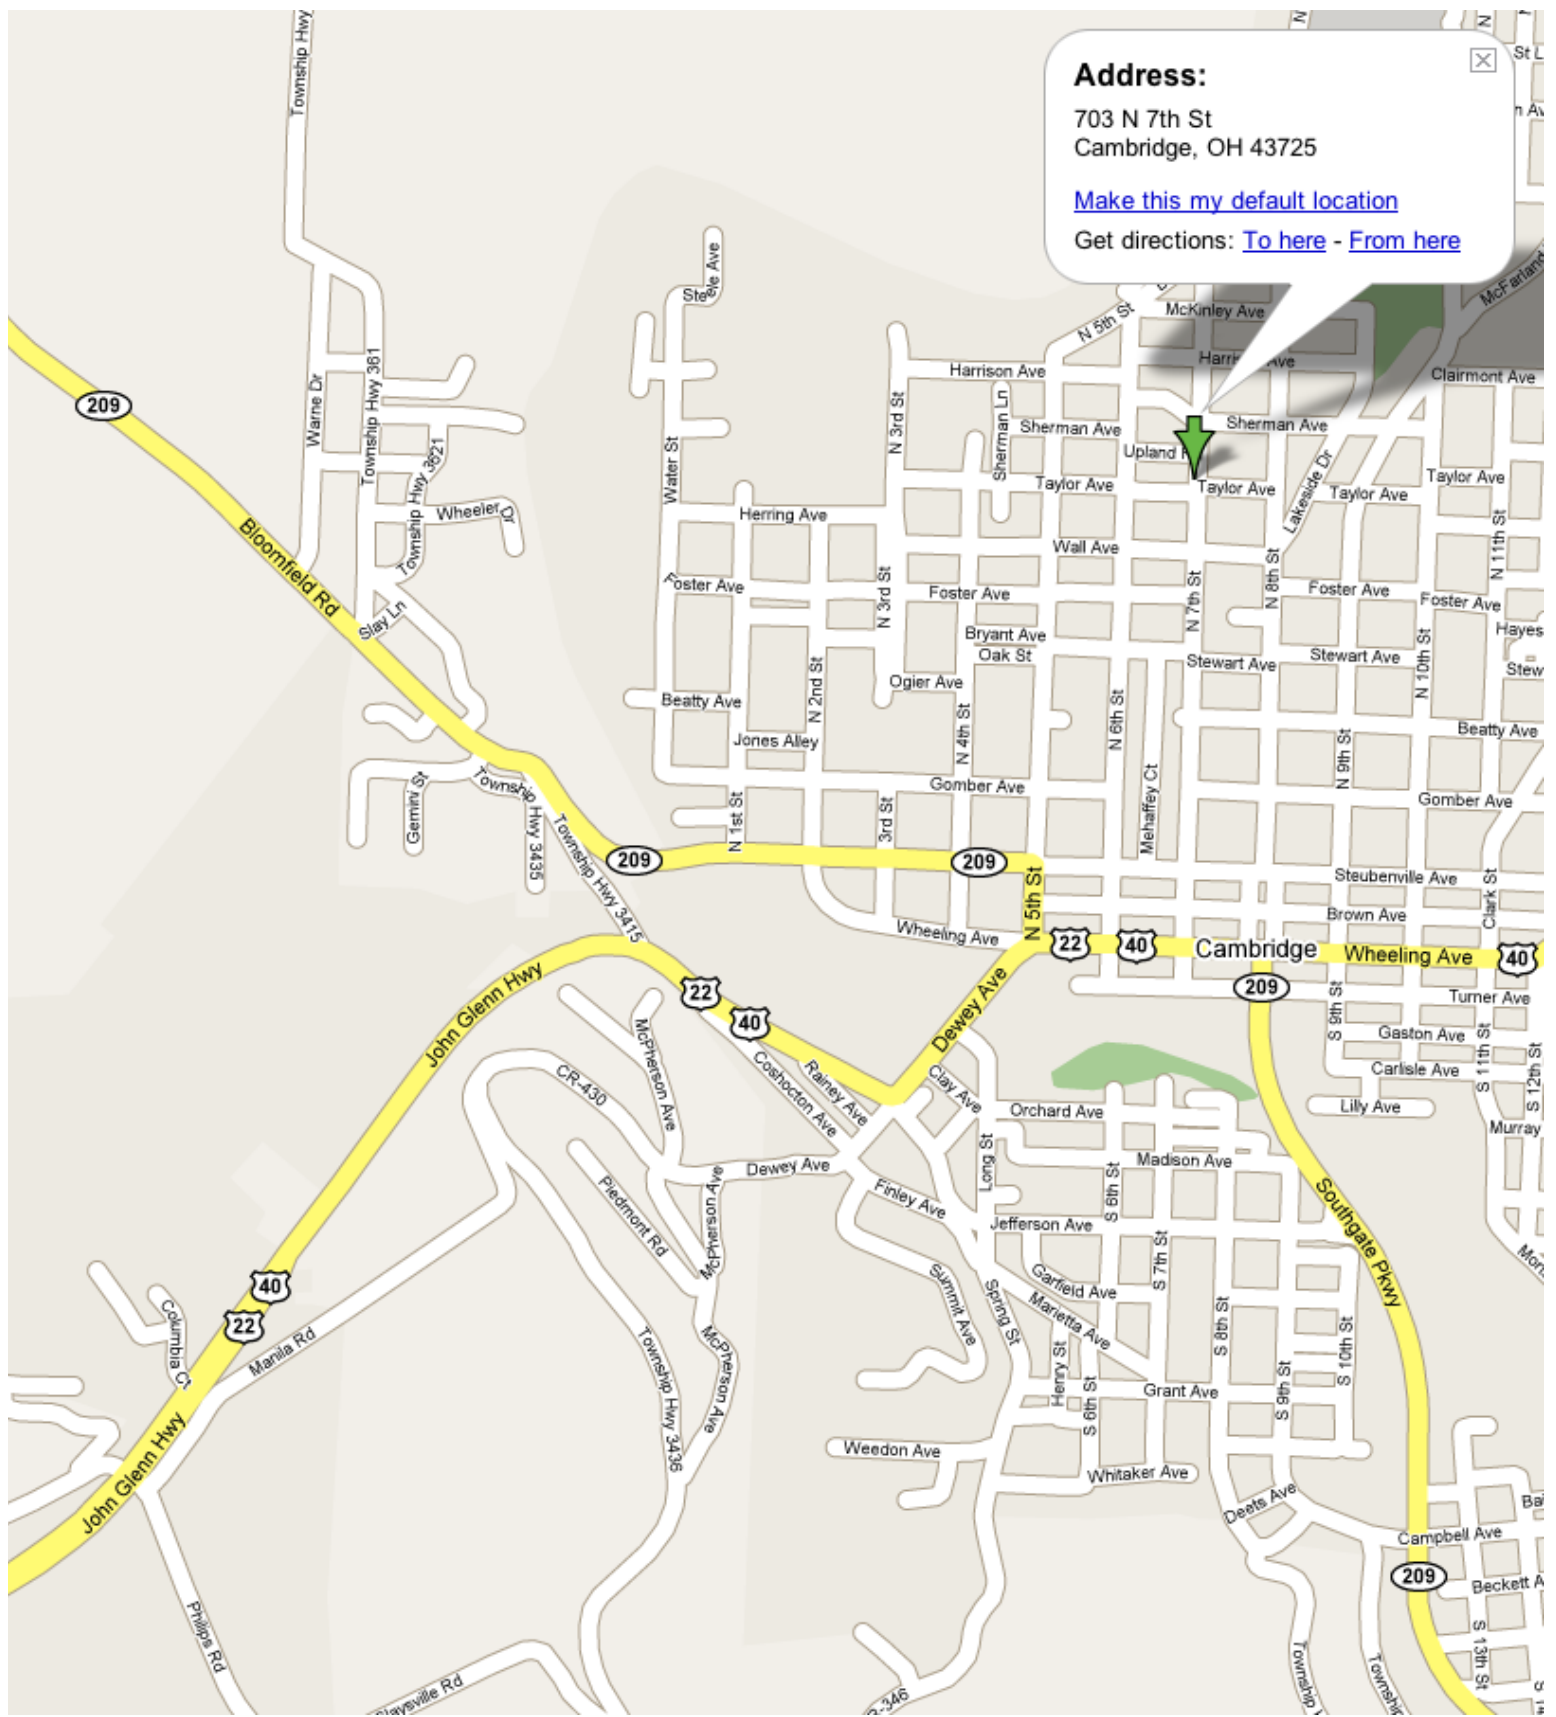 Address:
703 N 7th St
Cambridge, OH 43725
Make this my default location
Get directions: To here - From here
Township Hwy
N
N
St L
n Av
McFarland
Steele Ave
N 5th St
McKinley Ave
Harrison Ave
Clairmont Ave
209
Warne Dr
Township Hwy 361
Township Hwy 3621
Wheeler Dr
Water St
N 3rd St
Sherman Ln
Sherman Ave
Sherman Ave
Upland
Taylor Ave
Taylor Ave
Taylor Ave
Taylor Ave
Lakeside Dr
Herring Ave
Wall Ave
N 11th St
Bloomfield Rd
Slay Ln
Foster Ave
N 3rd St
Foster Ave
N 7th St
N 8th St
Foster Ave
Foster Ave
Bryant Ave
Oak St
Hayes
Stewart Ave
Stewart Ave
Stew
N 10th St
Ogier Ave
N 2nd St
Beatty Ave
N 4th St
N 6th St
Beatty Ave
Jones Alley
N 9th St
Gemini St
Township Hwy 3435
Gomber Ave
Gomber Ave
N 1st St
3rd St
Mehaffey Ct
Township Hwy 3415
209
209
Steubenville Ave
N 5th St
Brown Ave
Clark St
Wheeling Ave
22
40
Cambridge
Wheeling Ave
40
John Glenn Hwy
22
40
Dewey Ave
209
Turner Ave
S 9th St
Gaston Ave
S 11th St
Carlisle Ave
S 12th St
McPherson Ave
CR-430
Coshocton Ave
Rainey Ave
Clay Ave
Orchard Ave
Lilly Ave
Murray
Long St
Madison Ave
Dewey Ave
Piedmont Rd
McPherson Ave
Finley Ave
S 6th St
Jefferson Ave
Southgate Pkwy
S 7th St
40
22
Columbia Ct
Manila Rd
Summit Ave
Garfield Ave
Marietta Ave
Spring St
S 8th St
S 10th St
Township Hwy 3436
McPherson Ave
Henry St
S 6th St
Grant Ave
S 9th St
John Glenn Hwy
Weedon Ave
Whitaker Ave
Deets Ave
Campbell Ave
209
Beckett A
Philips Rd
S 13th St
Township
Township
R-346